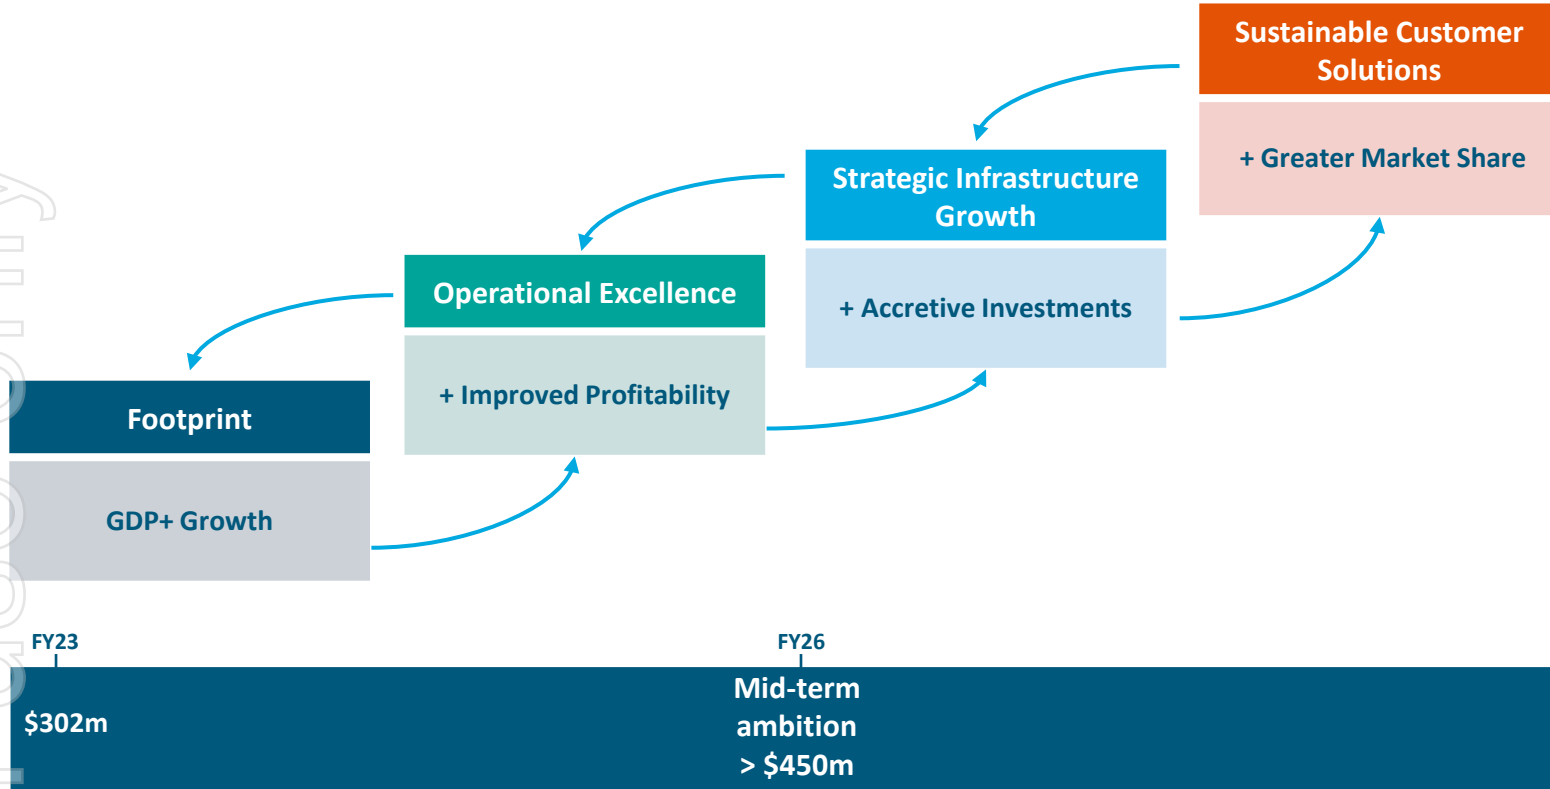 Sustainable Customer
Solutions
+ Greater Market Share
Strategic Infrastructure
Growth
+ Accretive Investments
Operational Excellence
+ Improved Profitability
Footprint
GDP+ Growth
FY23
FY26
$302m
Mid-term
ambition
> $450m